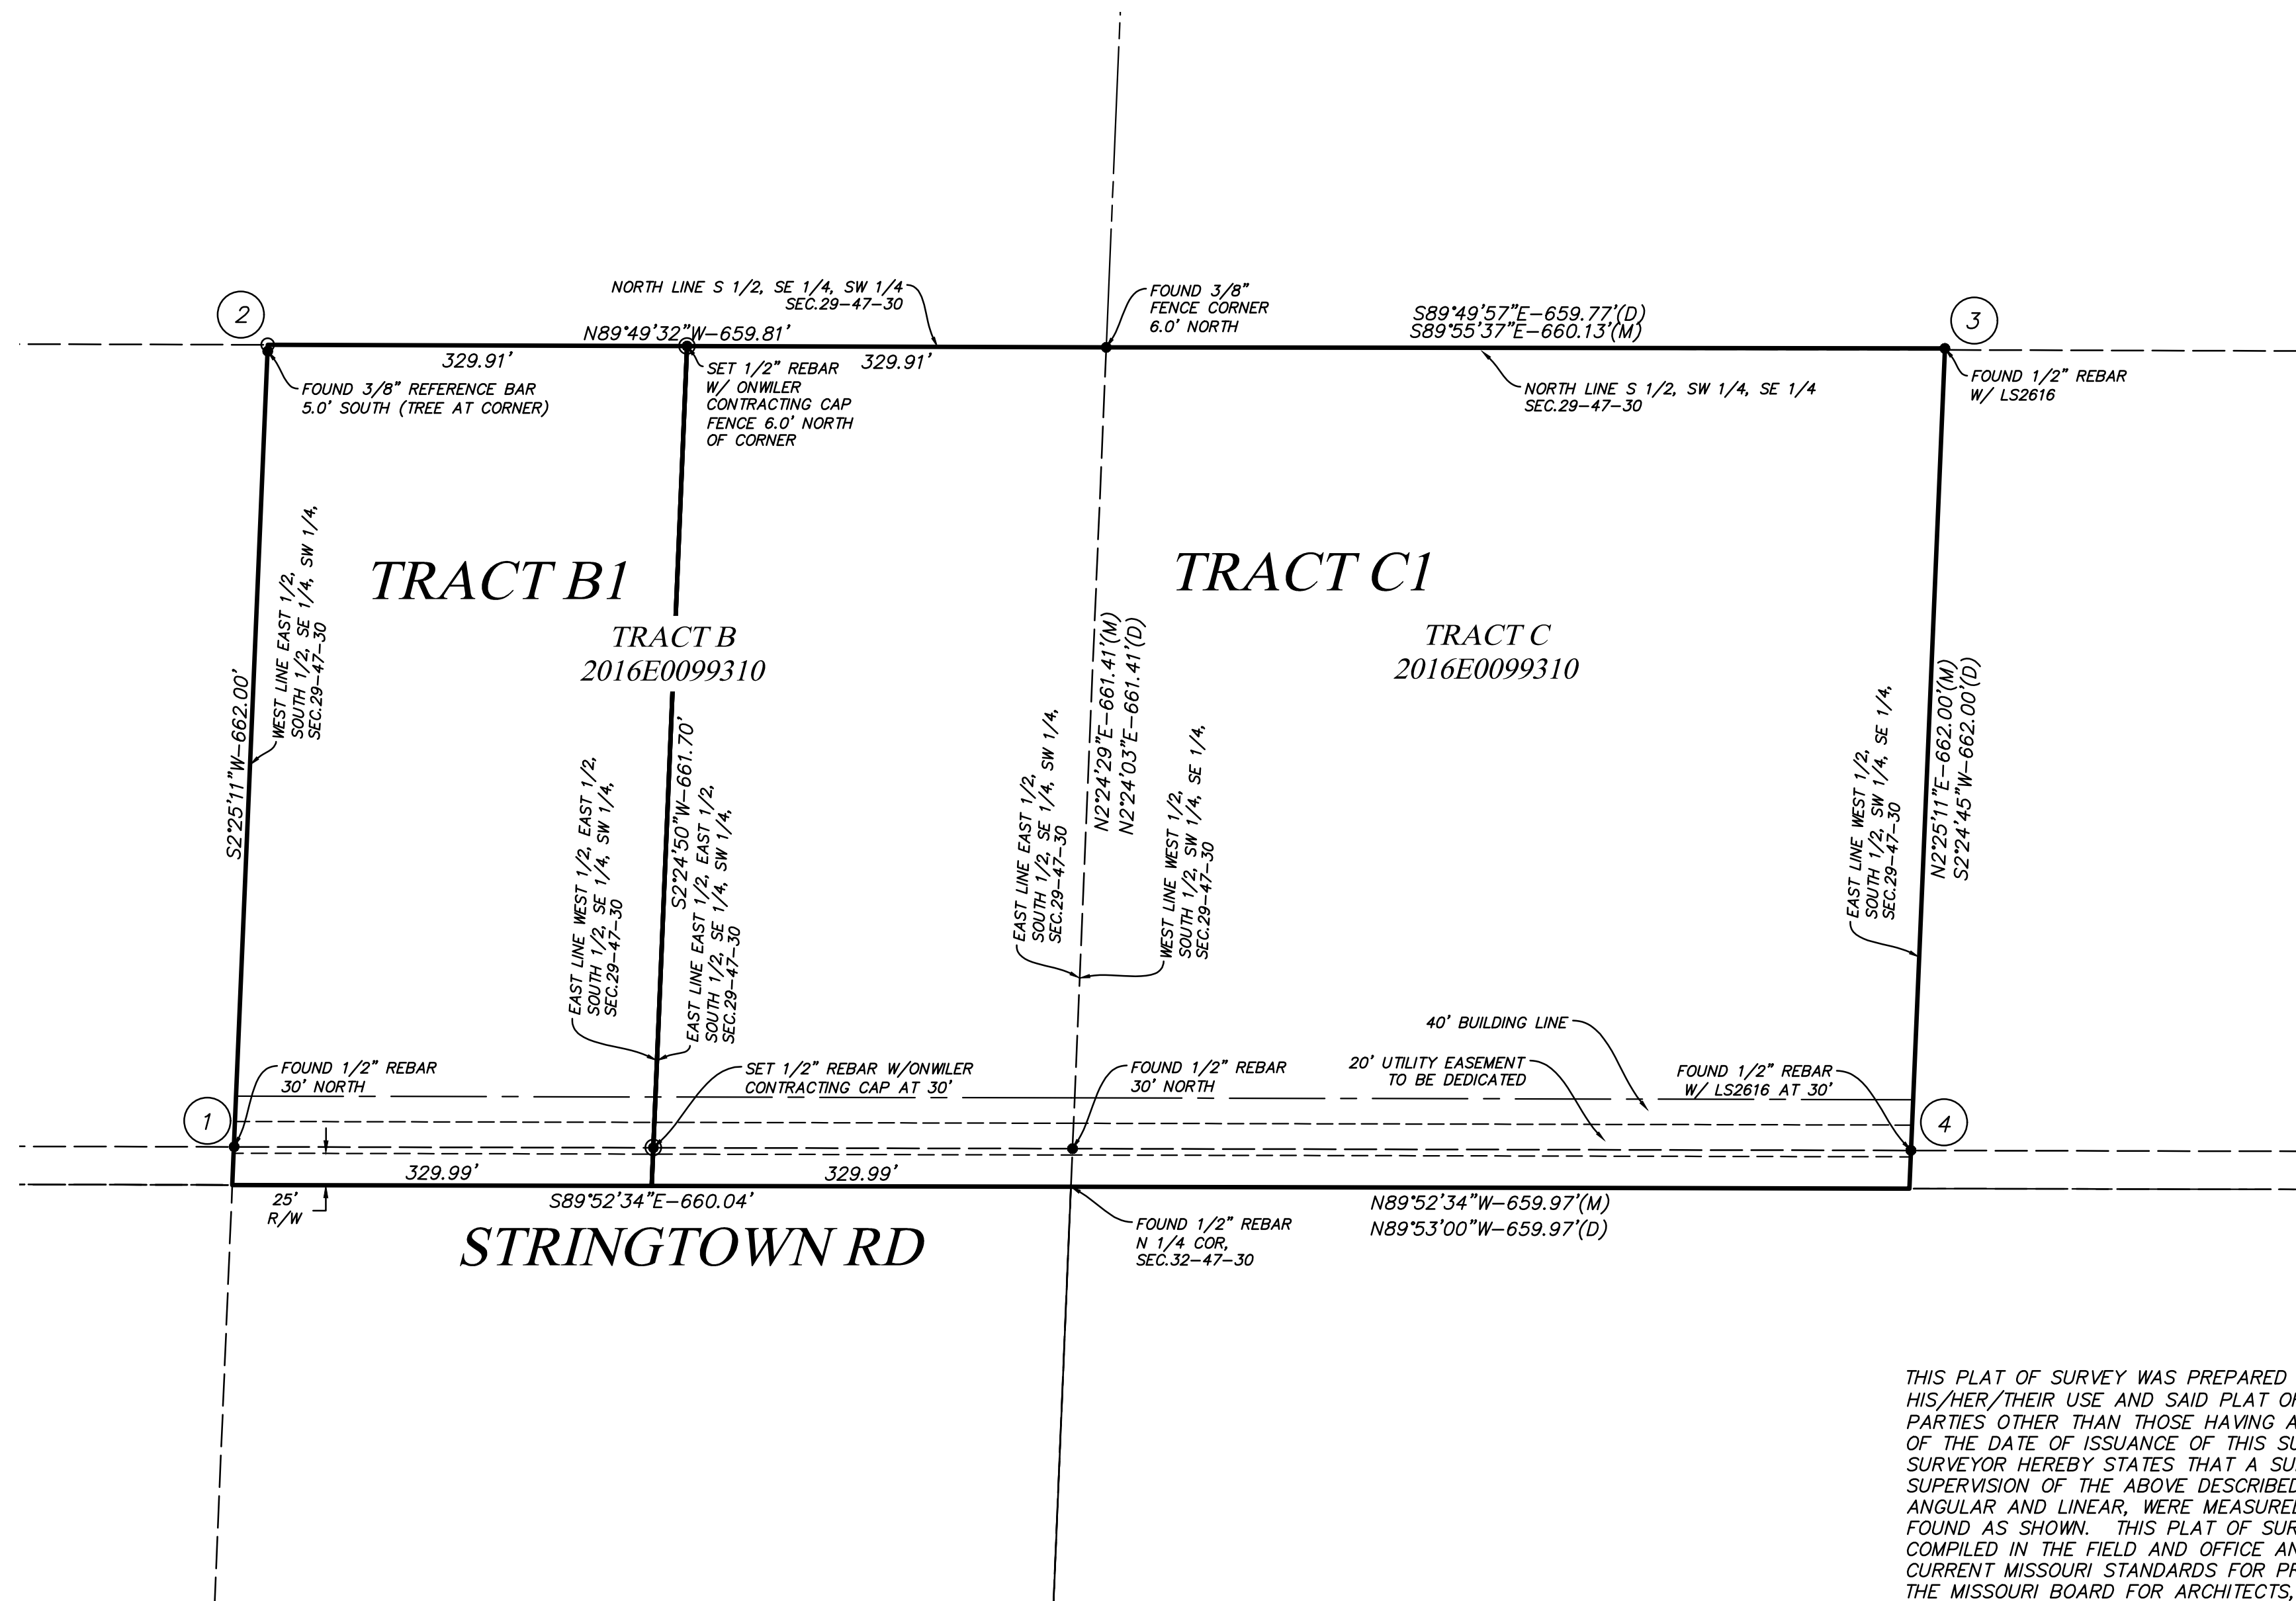 NORTH LINE S 1/2, SE 1/4, SW 1/4
SEC.29-47-30
2
N89°49'32"W-659.81'
329.91'
329.91'
FOUND 3/8" REFERENCE BAR
5.0' SOUTH (TREE AT CORNER)
SET 1/2" REBAR
W/ ONWILER
CONTRACTING CAP
FENCE 6.0' NORTH
OF CORNER
FOUND 3/8"
FENCE CORNER
6.0' NORTH
S89°49'57"E-659.77'(D)
S89°55'37"E-660.13'(M)
3
NORTH LINE S 1/2, SW 1/4, SE 1/4
SEC.29-47-30
FOUND 1/2" REBAR
W/ LS2616
TRACT B1
TRACT B
2016E0099310
TRACT C1
TRACT C
2016E0099310
S2°25'11"W-662.00'
WEST LINE EAST 1/2,
SOUTH 1/2, SE 1/4, SW 1/4,
SEC.29-47-30
EAST LINE WEST 1/2, EAST 1/2,
SOUTH 1/2, SE 1/4, SW 1/4,
SEC.29-47-30
S2°24'50"W-661.70'
EAST LINE EAST 1/2, EAST 1/2,
SOUTH 1/2, SE 1/4, SW 1/4,
SEC.29-47-30
EAST LINE EAST 1/2,
SOUTH 1/2, SE 1/4, SW 1/4,
SEC.29-47-30
N2°24'29"E-661.41'(M)
N2°24'03"E-661.41'(D)
WEST LINE WEST 1/2,
SOUTH 1/2, SW 1/4, SE 1/4,
SEC.29-47-30
EAST LINE WEST 1/2,
SOUTH 1/2, SW 1/4, SE 1/4,
SEC.29-47-30
N2°25'11"E-662.00'(M)
S2°24'45"W-662.00'(D)
1
FOUND 1/2" REBAR
30' NORTH
SET 1/2" REBAR W/ONWILER
CONTRACTING CAP AT 30'
FOUND 1/2" REBAR
30' NORTH
40' BUILDING LINE
20' UTILITY EASEMENT
TO BE DEDICATED
FOUND 1/2" REBAR
W/ LS2616 AT 30'
4
329.99'
329.99'
25'
R/W
S89°52'34"E-660.04'
N89°52'34"W-659.97'(M)
N89°53'00"W-659.97'(D)
STRINGTOWN RD
FOUND 1/2" REBAR
N 1/4 COR,
SEC.32-47-30
THIS PLAT OF SURVEY WAS PREPARED
HIS/HER/THEIR USE AND SAID PLAT
PARTIES OTHER THAN THOSE HAVING
OF THE DATE OF ISSUANCE OF THIS
SURVEYOR HEREBY STATES THAT A
SUPERVISION OF THE ABOVE DESCRIBED
ANGULAR AND LINEAR, WERE
FOUND AS SHOWN. THIS PLAT OF
COMPILED IN THE FIELD AND OFFICE
CURRENT MISSOURI STANDARDS FOR
THE MISSOURI BOARD FOR ARCHITECTS,